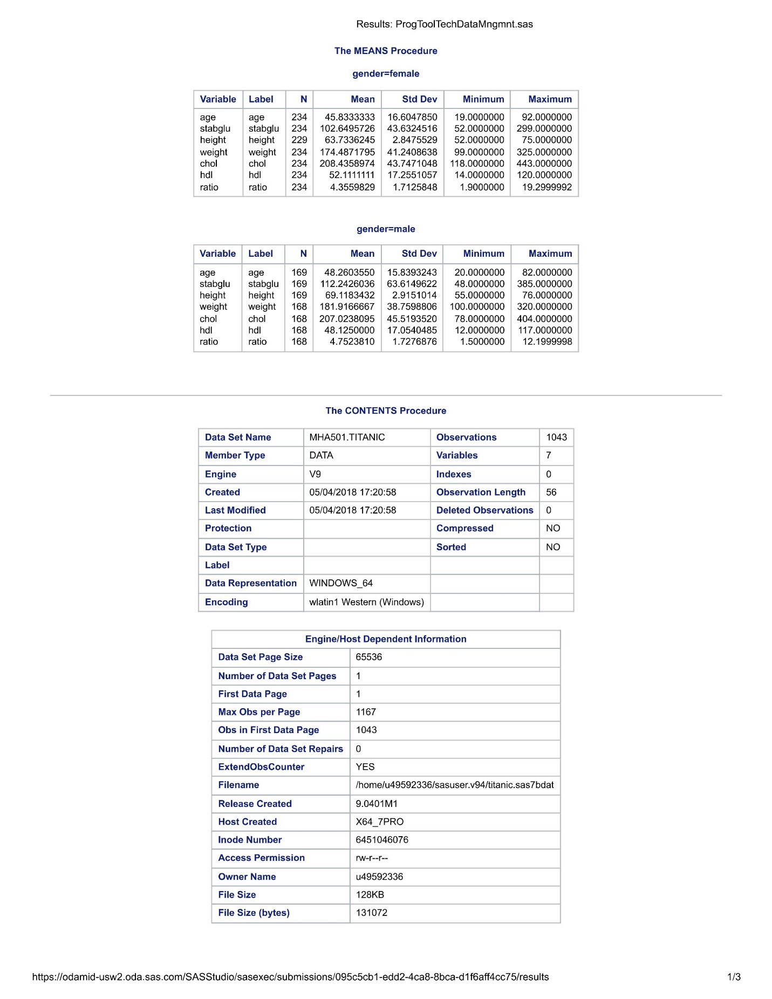 Results: ProgToolTechDataMngmnt.sas
The MEANS Procedure
gender=female
Variable Label N Mean Std Dev Minimum Maximum
age age 234 45.8333333 16.6047850 19.0000000 92.0000000
stabglu stabglu 234 102.6495726 43.6324516 52.0000000 299.0000000
height height 229 63.7336245 2.8475529 52.0000000 75.0000000
weight weight 234 174.4871795 41.2408638 99.0000000 325.0000000
chol chol 234 208.4358974 43.7471048 118.0000000 443.0000000
hdl hdl 234 52.1111111 17.2551057 14.0000000 120.0000000
ratio ratio 234 4.3559829 1.7125848 1.9000000 19.2999992
gender=male
Variable Label N Mean Std Dev Minimum Maximum
age age 169 48.2603550 15.8393243 20.0000000 82.0000000
stabglu stabglu 169 112.2426036 63.6149622 48.0000000 385.0000000
height height 169 69.1183432 2.9151014 55.0000000 76.0000000
weight weight 168 181.9166667 38.7598806 100.0000000 320.0000000
chol chol 168 207.0238095 45.5193520 78.0000000 404.0000000
hdl hdl 168 48.1250000 17.0540485 12.0000000 117.0000000
ratio ratio 168 4.7523810 1.7276876 1.5000000 12.1999998
The CONTENTS Procedure
Data Set Name MHA501.TITANIC Observations 1043
Member Type DATA Variables 7
Engine V9 Indexes 0
Created 05/04/2018 17:20:58 Observation Length 56
Last Modified 05/04/2018 17:20:58 Deleted Observations 0
Protection Compressed NO
Data Set Type Sorted NO
Label
Data Representation WINDOWS_64
Encoding wlatin1 Western (Windows)
Engine/Host Dependent Information
Data Set Page Size 65536
Number of Data Set Pages 1
First Data Page 1
Max Obs per Page 1167
Obs in First Data Page 1043
Number of Data Set Repairs 0
ExtendObsCounter YES
Filename /home/u49592336/sasuser.v94/titanic.sas7bdat
Release Created 9.0401M1
Host Created X64_7PRO
Inode Number 6451046076
Access Permission rw-r--r--
Owner Name u49592336
File Size 128KB
File Size (bytes) 131072
https://odamid-usw2.oda.sas.com/SASStudio/sasexec/submissions/095c5cb1-edd2-4ca8-8bca-d1f6aff4cc75/results 1/3